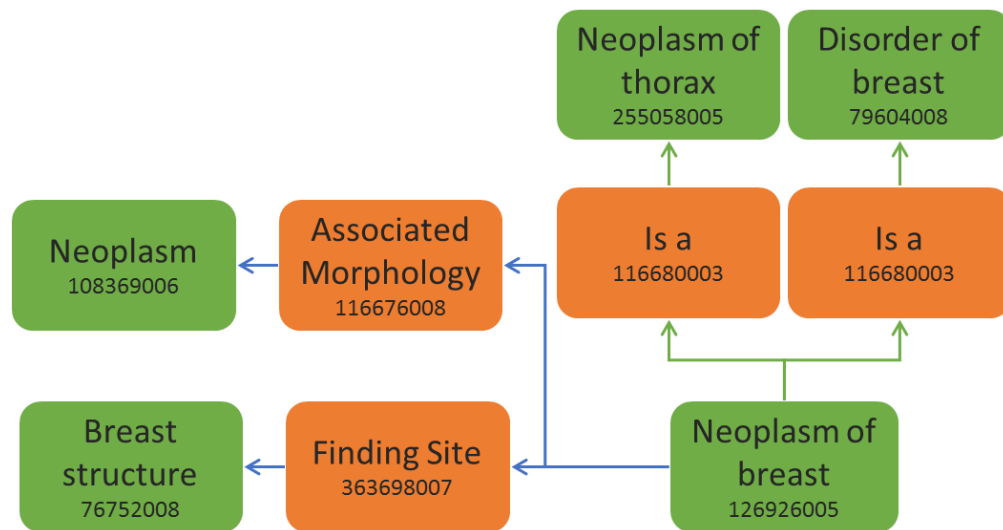 Neoplasm of
thorax
255058005
Disorder of
breast
79604008
Neoplasm
108369006
Associated
Morphology
116676008
Is a
116680003
Is a
116680003
Breast
structure
76752008
Finding Site
363698007
Neoplasm of
breast
126926005